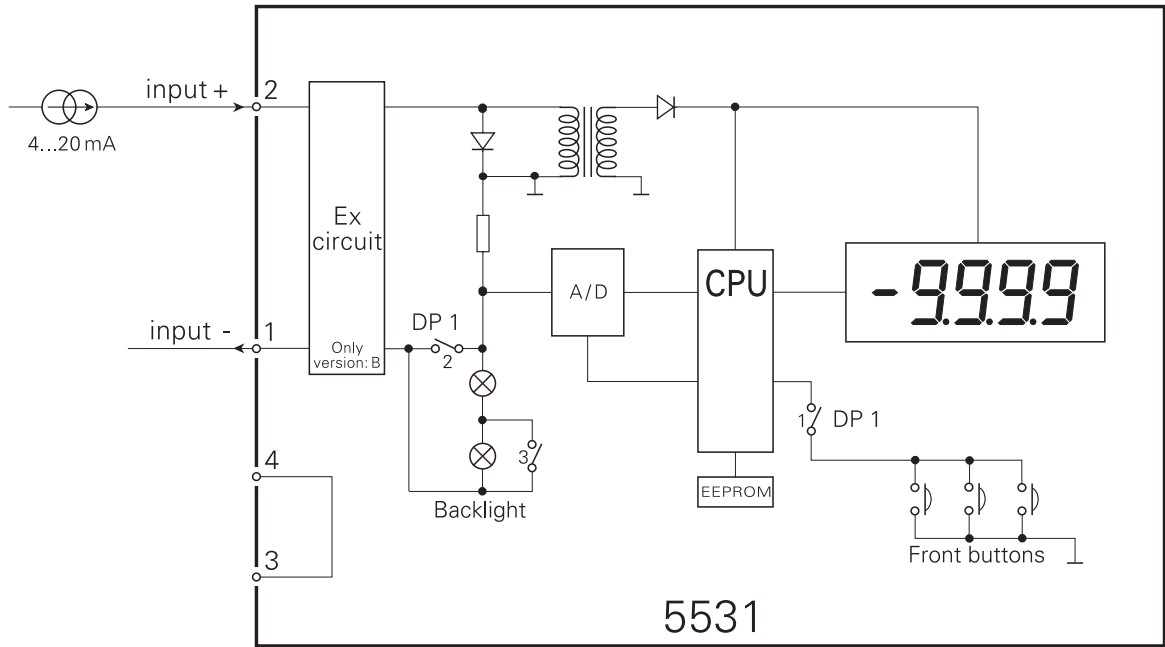 input +
2
4...20 mA
Ex
circuit
Only
version: B
input -
1
DP 1
2
3
Backlight
4
3
A/D
CPU
EEPROM
-9.9.9.9
1
DP 1
Front buttons
5531